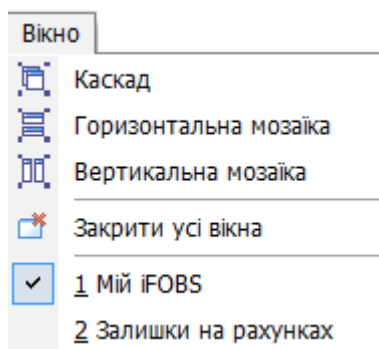 Вікно
Каскад
Горизонтальна мозаїка
Вертикальна мозаїка
Закрити усі вікна
1 Мій iFOBS
2 Залишки на рахунках